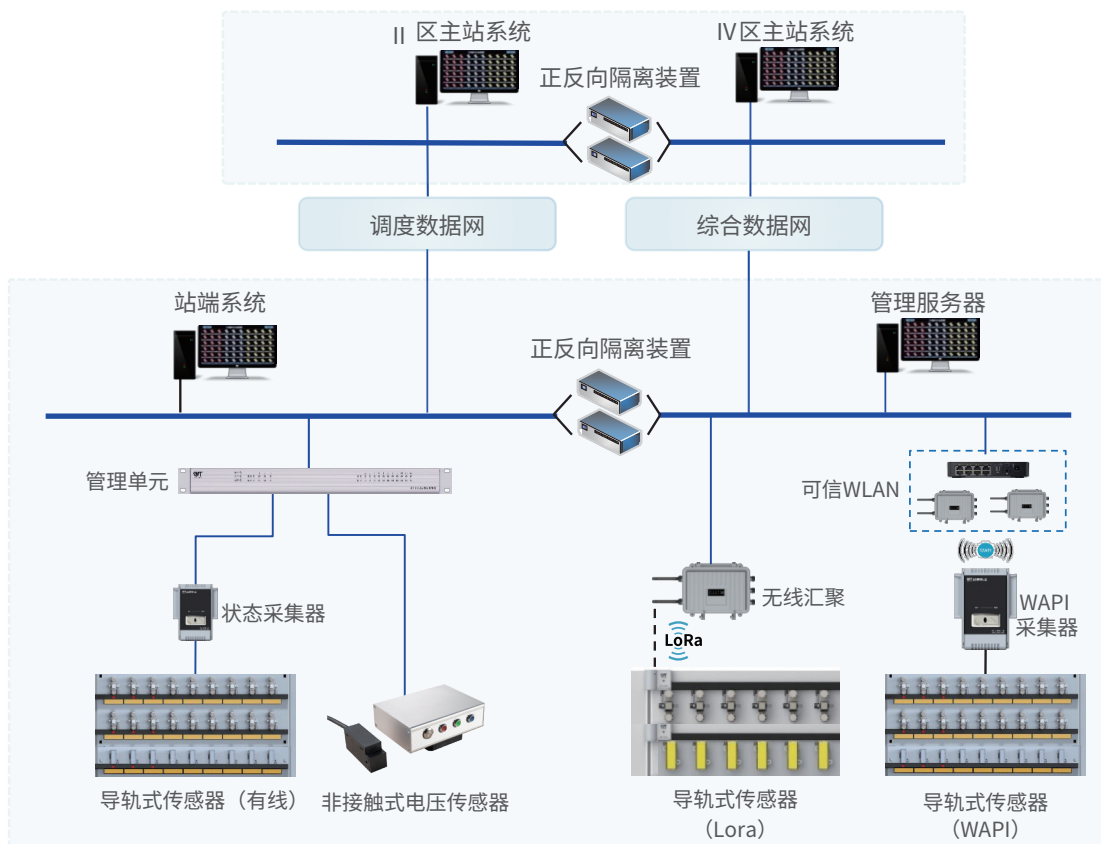 II 区主站系统
IV区主站系统
正反向隔离装置
调度数据网
综合数据网
站端系统
管理服务器
正反向隔离装置
管理单元
可信WLAN
状态采集器
无线汇聚
LoRa
WAPI
采集器
导轨式传感器（有线）
非接触式电压传感器
导轨式传感器
（Lora）
导轨式传感器
（WAPI）